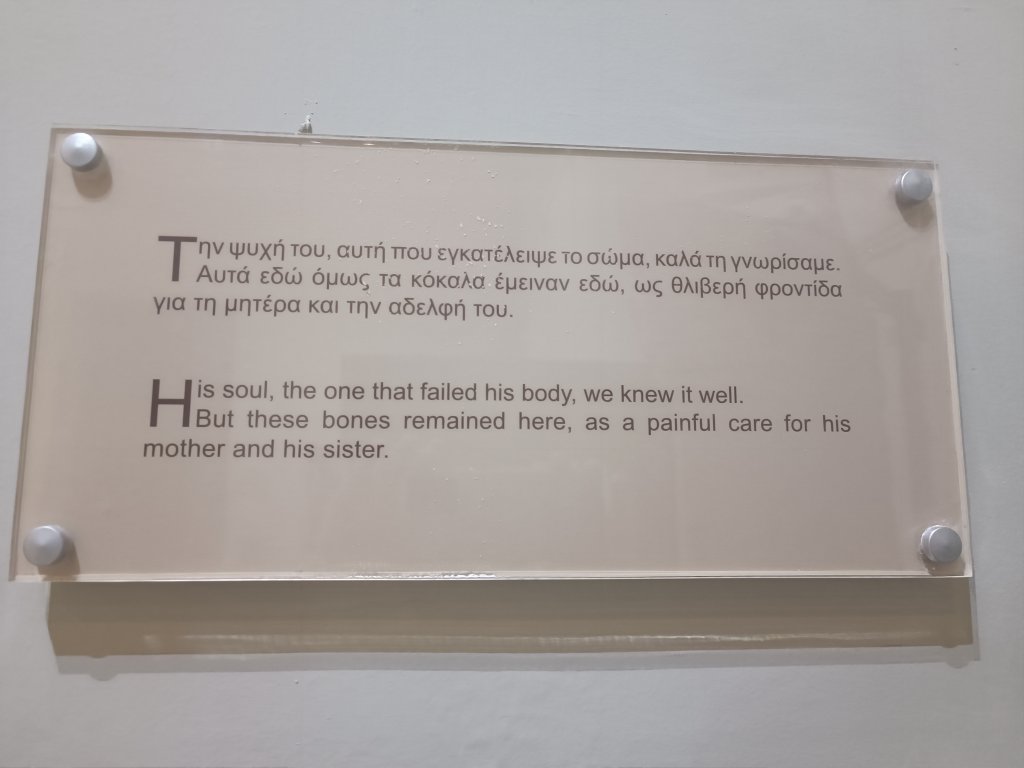 Την ψυχή του, αυτή που εγκατέλειψε το σώμα, καλά τη γνωρίσαμε.
Αυτά εδώ όμως τα κόκαλα έμειναν εδώ, ως θλιβερή φροντίδα
για τη μητέρα και την αδελφή του.
His soul, the one that failed his body, we knew it well.
But these bones remained here, as a painful care for his
mother and his sister.